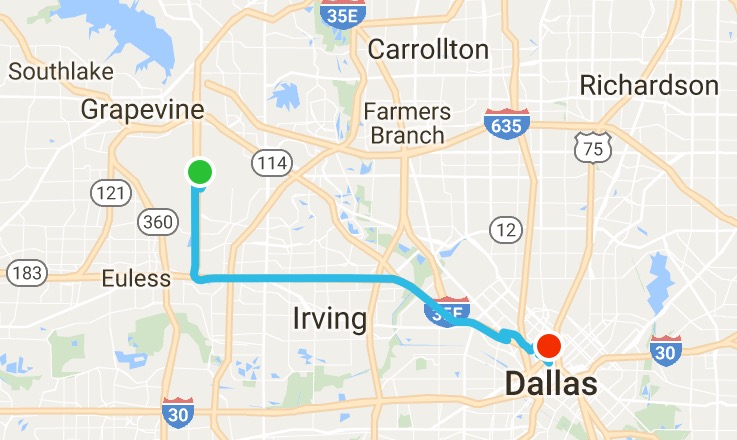 35E
Carrollton
Southlake
Richardson
Grapevine
Farmers
Branch
635
75
114
121
360
12
183
Euless
35E
Irving
30
Dallas
30